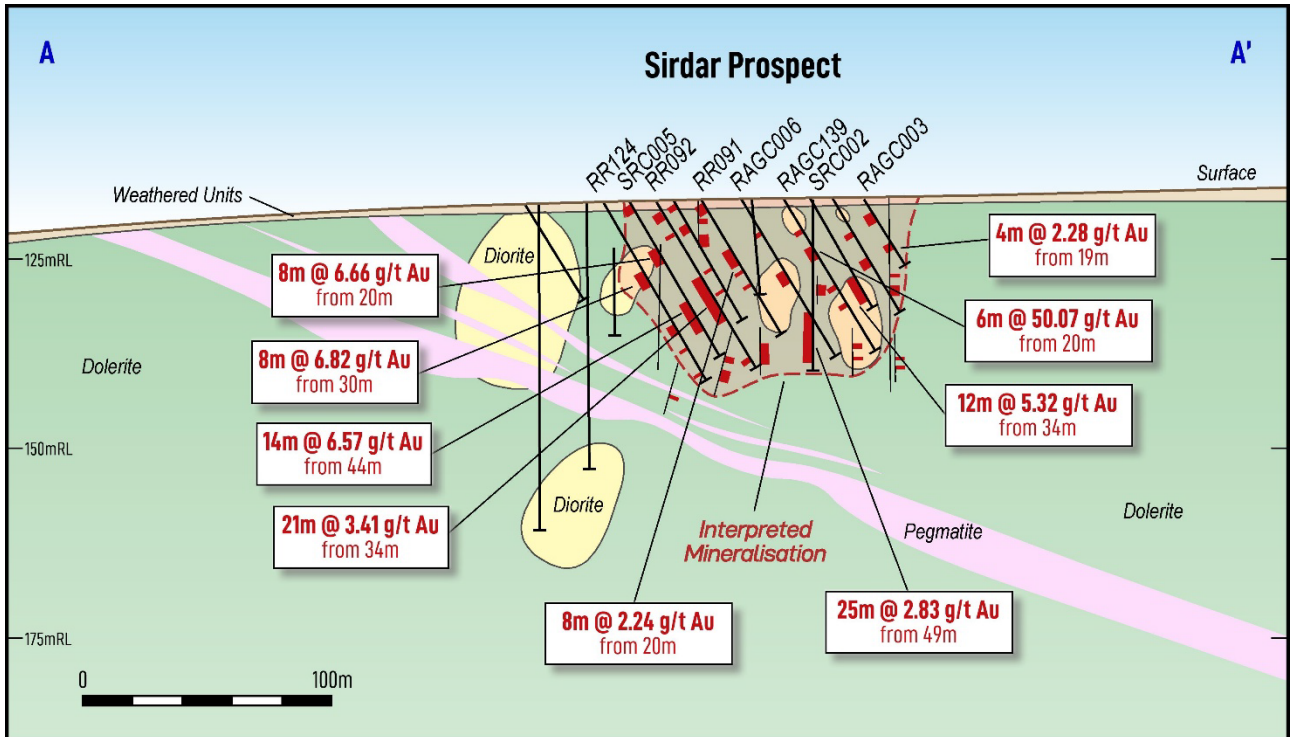 A
Sirdar Prospect
A'
RR124
SRC005
RR092
RR091
RAGC006
RAGC139
SRC002
RAGC003
Weathered Units
Surface
125mRL
Diorite
8m @ 6.66 g/t Au
from 20m
4m @ 2.28 g/t Au
from 19m
6m @ 50.07 g/t Au
from 20m
Dolerite
8m @ 6.82 g/t Au
from 30m
12m @ 5.32 g/t Au
from 34m
14m @ 6.57 g/t Au
from 44m
150mRL
Diorite
21m @ 3.41 g/t Au
from 34m
Interpreted
Mineralisation
Pegmatite
Dolerite
8m @ 2.24 g/t Au
from 20m
25m @ 2.83 g/t Au
from 49m
175mRL
0
100m